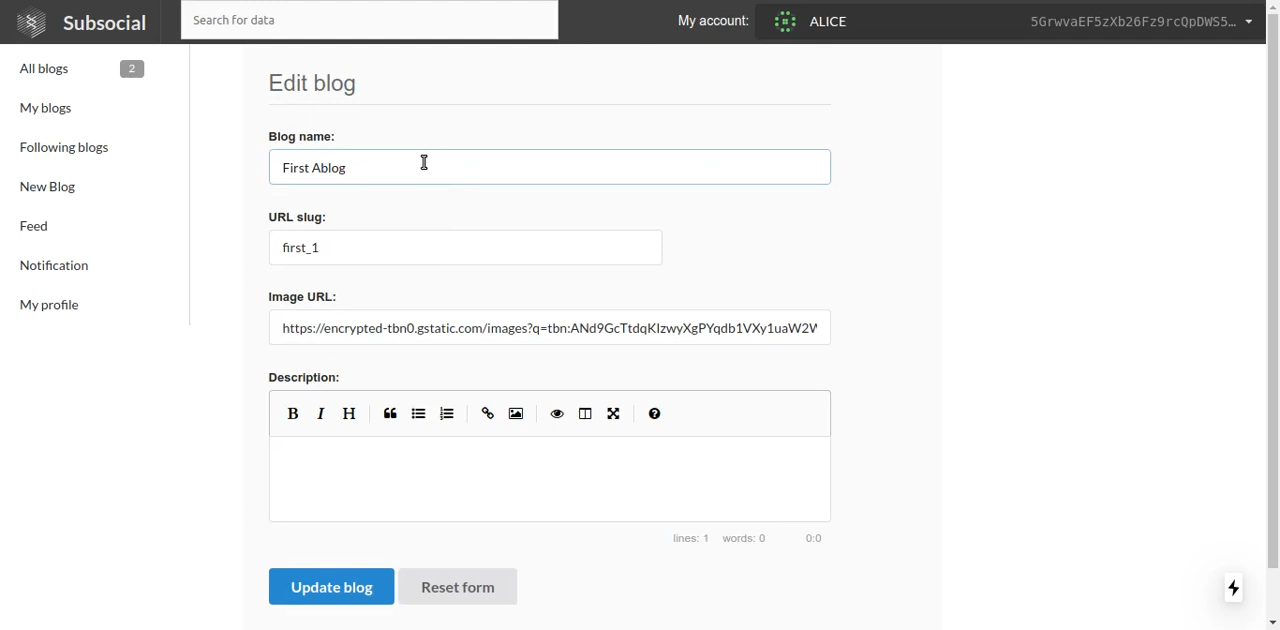 Subsocial
Search for data
My account:
ALICE
5GrwvaEF5zXb26Fz9rcQpDWS5…
All blogs 2
My blogs
Following blogs
New Blog
Feed
Notification
My profile
Edit blog
Blog name:
First Ablog
URL slug:
first_1
Image URL:
https://encrypted-tbn0.gstatic.com/images?q=tbn:ANd9GcTtdqKlzwyXgPYqdb1VXy1uaW2W
Description:
B I H
lines: 1 words: 0 0:0
Update blog
Reset form